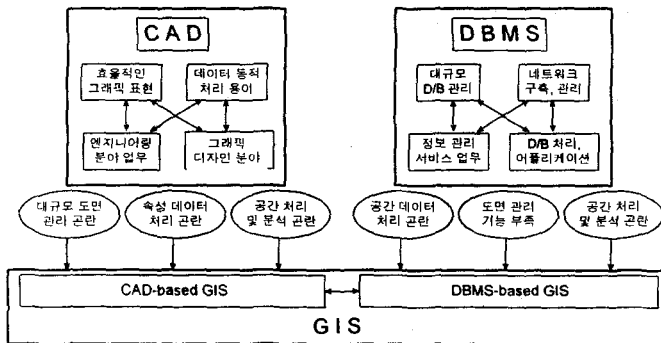 CAD
효율적인
그래픽 표현
데이터 동적
처리 용이
엔지니어링
분야 업무
그래픽
디자인 분야
DBMS
대규모
D/B 관리
네트워크
구축, 관리
정보 관리
서비스 업무
D/B 처리,
어플리케이션
대규모 도면
관리 곤란
속성 데이터
처리 곤란
공간 처리
및 분석 곤란
공간 데이터
처리 곤란
도면 관리
기능 부족
공간 처리
및 분석 곤란
CAD-based GIS
DBMS-based GIS
GIS